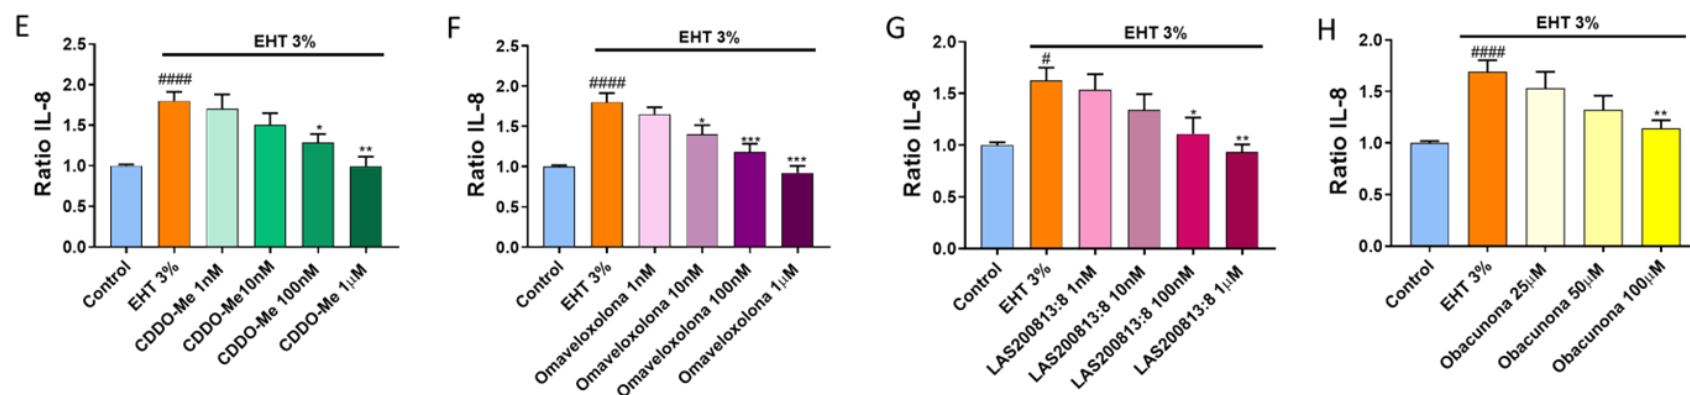 E
EHT 3%
2.5
2.0
1.5
1.0
0.5
0.0
Ratio IL-8
####
*
**
Control
EHT 3%
CDDO-Me 1nM
CDDO-Me10nM
CDDO-Me 100nM
CDDO-Me 1μM
F
EHT 3%
2.5
2.0
1.5
1.0
0.5
0.0
Ratio IL-8
####
*
***
***
Control
EHT 3%
Omaveloxolona 1nM
Omaveloxolona 10nM
Omaveloxolona 100nM
Omaveloxolona 1μM
G
EHT 3%
2.0
1.5
1.0
0.5
0.0
Ratio IL-8
#
*
**
Control
EHT 3%
LAS200813:8 1nM
LAS200813:8 10nM
LAS200813:8 100nM
LAS200813:8 1μM
H
EHT 3%
2.0
1.5
1.0
0.5
0.0
Ratio IL-8
####
**
Control
EHT 3%
Obacunona 25μM
Obacunona 50μM
Obacunona 100μM